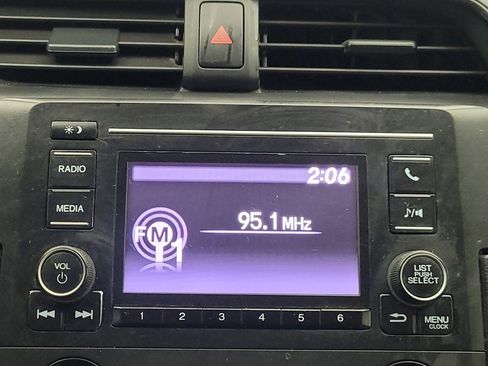 2:06
RADIO
MEDIA
95.1 MHz
FM
1
VOL
LIST
PUSH
SELECT
1 2 3 4 5 6
MENU
CLOCK